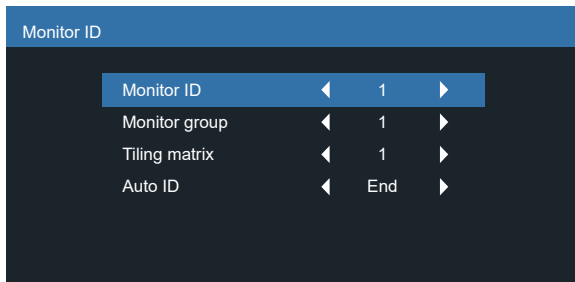 Monitor ID
Monitor ID 1
Monitor group 1
Tiling matrix 1
Auto ID End